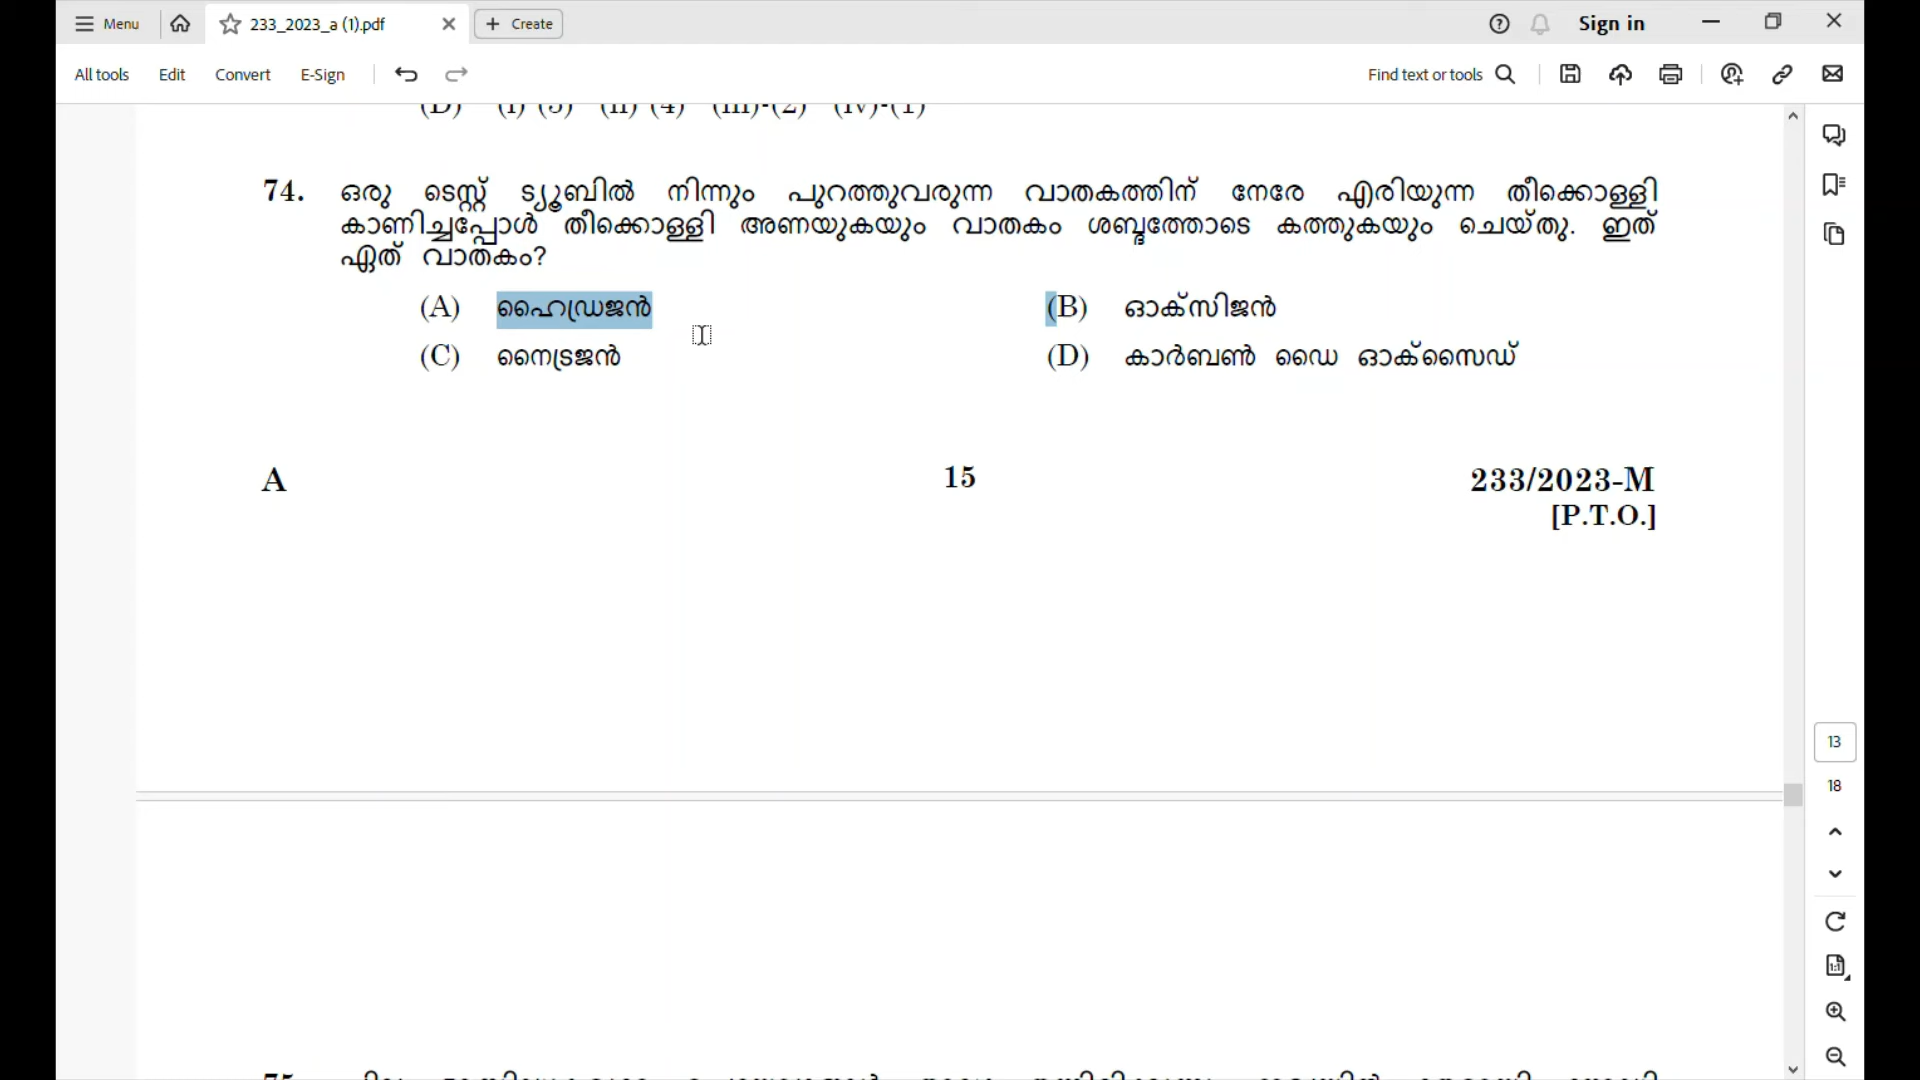 Menu
233_2023_a (1).pdf
Create
Sign in
All tools
Edit
Convert
E-Sign
Find text or tools
74. ഒരു ടെസ്റ്റ് ട്യൂബിൽ നിന്നും പുറത്തുവരുന്ന വാതകത്തിന് നേരേ എരിയുന്ന തീക്കൊള്ളി
കാണിച്ചപ്പോൾ തീക്കൊള്ളി അണയുകയും വാതകം ശബ്ദത്തോടെ കത്തുകയും ചെയ്തു. ഇത്
ഏത് വാതകം?
(A) ഹൈഡ്രജൻ (B) ഓക്സിജൻ
(C) നൈട്രജൻ (D) കാർബൺ ഡൈ ഓക്സൈഡ്
A 15 233/2023-M
[P.T.O.]
13
18